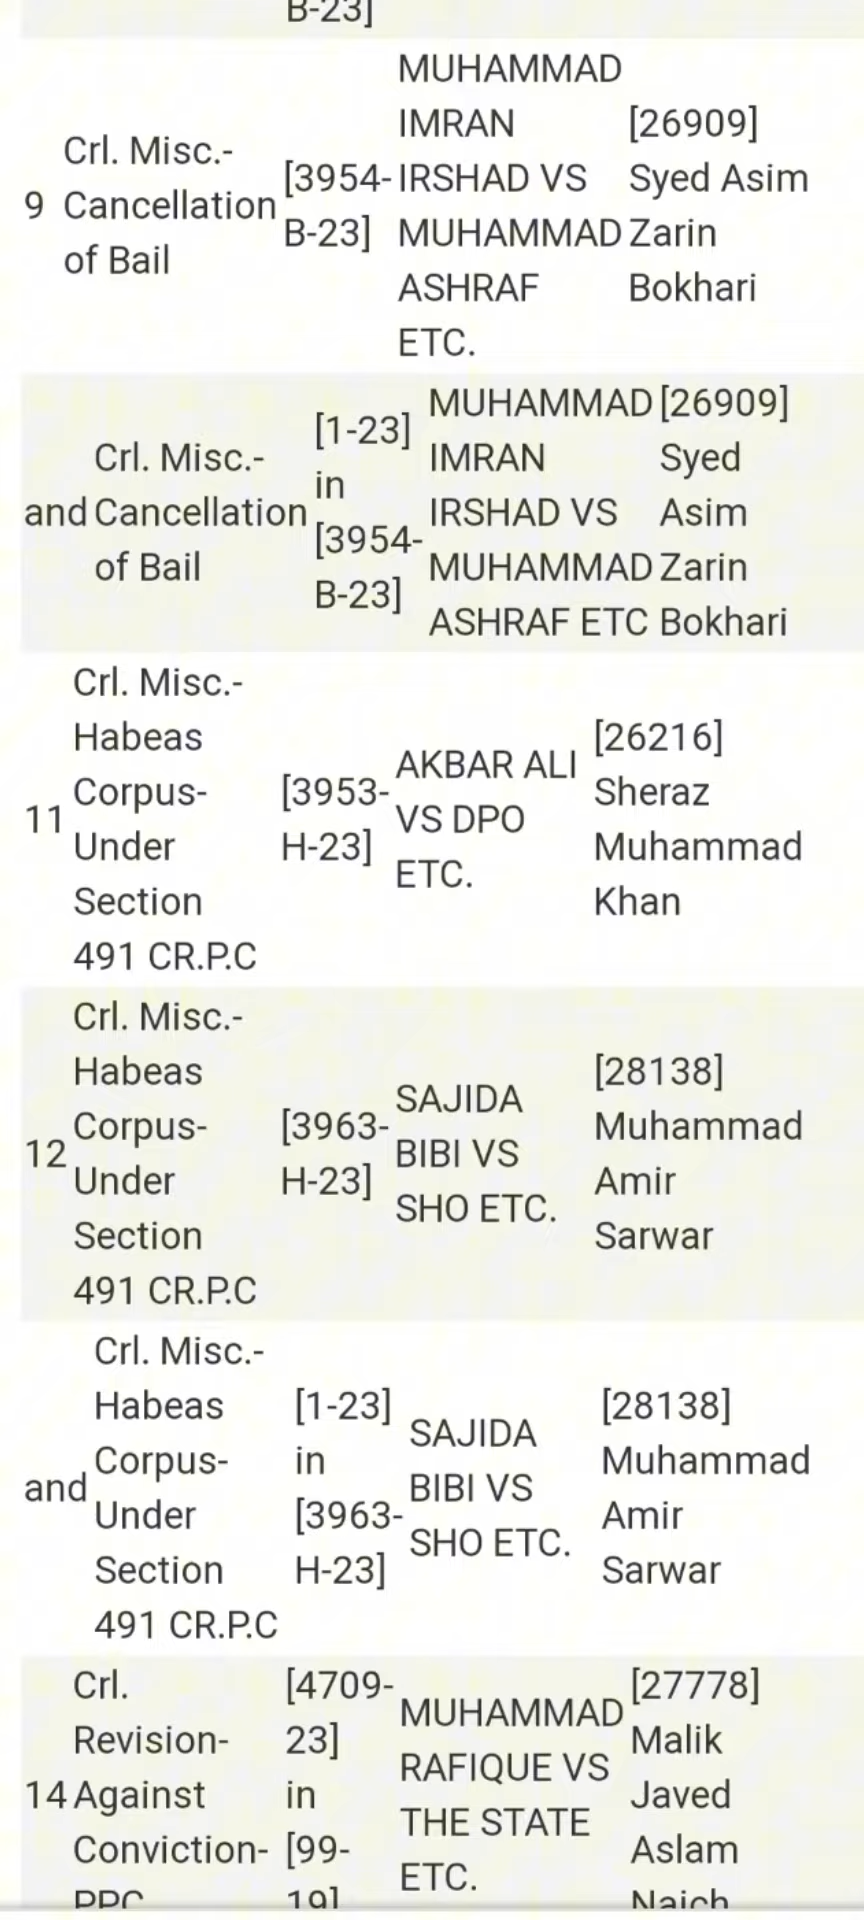 B-23]
9
Crl. Misc.-
Cancellation
of Bail
[3954-
B-23]
MUHAMMAD
IMRAN
IRSHAD VS
MUHAMMAD
ASHRAF
ETC.
[26909]
Syed Asim
Zarin
Bokhari
and
Crl. Misc.-
Cancellation
of Bail
[1-23]
in
[3954-
B-23]
MUHAMMAD
IMRAN
IRSHAD VS
MUHAMMAD
ASHRAF ETC
[26909]
Syed
Asim
Zarin
Bokhari
11
Crl. Misc.-
Habeas
Corpus-
Under
Section
491 CR.P.C
[3953-
H-23]
AKBAR ALI
VS DPO
ETC.
[26216]
Sheraz
Muhammad
Khan
12
Crl. Misc.-
Habeas
Corpus-
Under
Section
491 CR.P.C
[3963-
H-23]
SAJIDA
BIBI VS
SHO ETC.
[28138]
Muhammad
Amir
Sarwar
and
Crl. Misc.-
Habeas
Corpus-
Under
Section
491 CR.P.C
[1-23]
in
[3963-
H-23]
SAJIDA
BIBI VS
SHO ETC.
[28138]
Muhammad
Amir
Sarwar
14
Crl.
Revision-
Against
Conviction-
PPC
[4709-
23]
in
[99-
19]
MUHAMMAD
RAFIQUE VS
THE STATE
ETC.
[27778]
Malik
Javed
Aslam
Naich